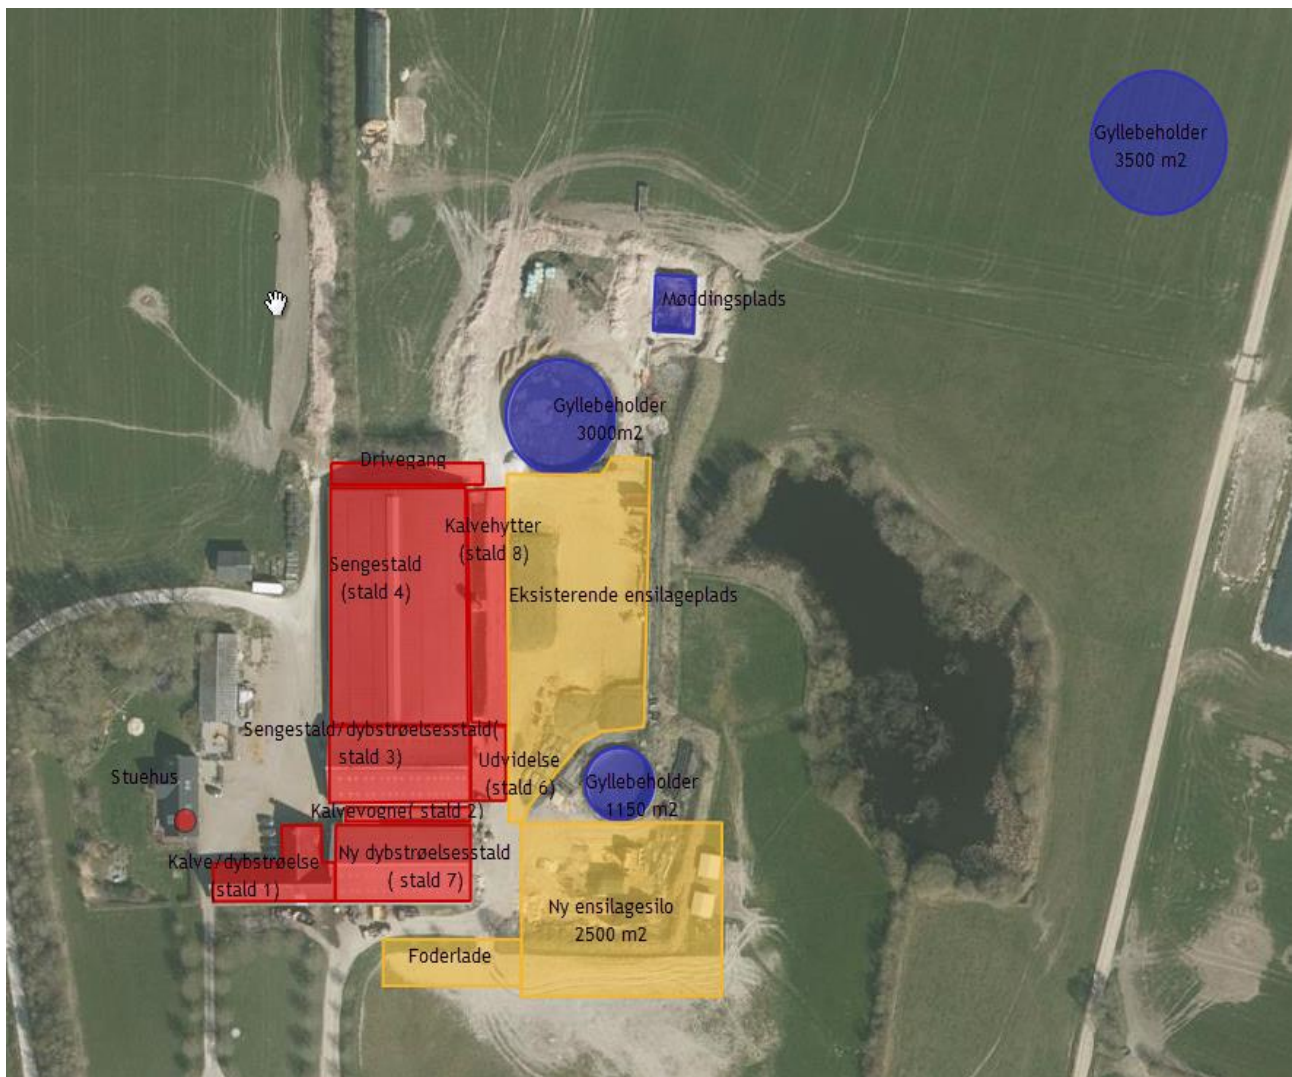 Gyllebeholder
3500 m2
Møddingsplads
Gyllebeholder
3000m2
Drivegang
Kalvehytter
(stald 8)
Sengestald
(stald 4)
Eksisterende ensilageplads
Sengestald/dybstrøelsesstald(
stald 3)
Udvidelse
(stald 6)
Stuehus
Gyllebeholder
1150 m2
Kalvevogne( stald 2)
Kalve/dybstrøelse
(stald 1)
Ny dybstrøelsesstald
( stald 7)
Ny ensilagesilo
2500 m2
Foderlade